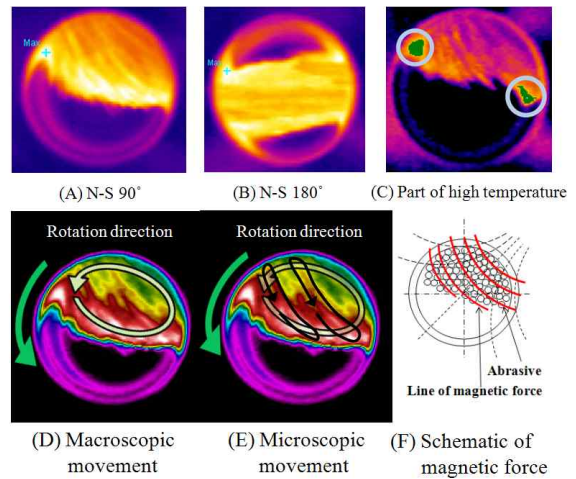 Max
Max
(A) N-S 90˚
(B) N-S 180˚
(C) Part of high temperature
Rotation direction
Rotation direction
Abrasive
Line of magnetic force
(D) Macroscopic
movement
(E) Microscopic
movement
(F) Schematic of
magnetic force